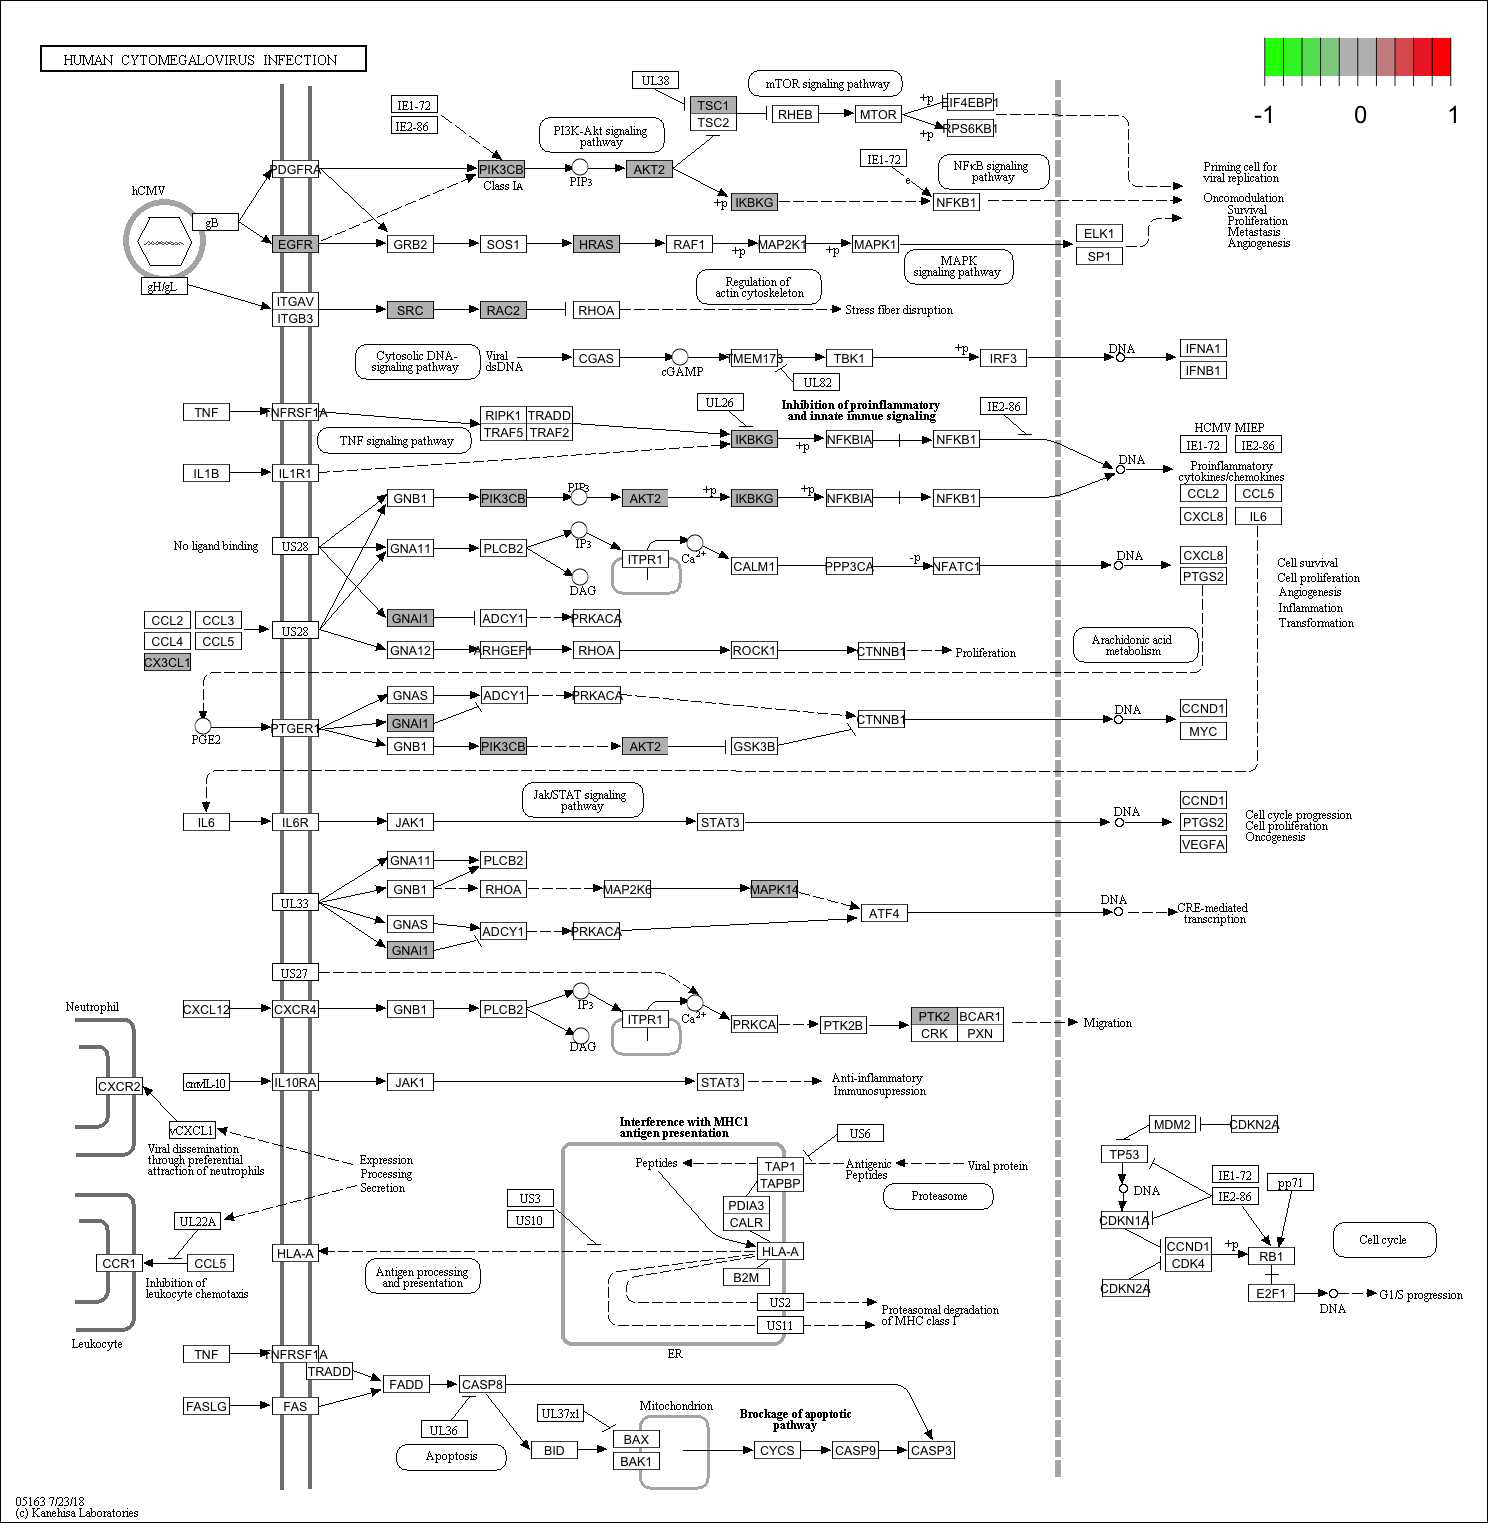 HUMAN CYTOMEGALOVIRUS INFECTION
-1 0 1
UL38
mTOR signaling pathway
IE1-72
IE2-86
PI3K-Akt signaling
pathway
TSC1
TSC2
RHEB
MTOR
+p
EIF4EBP1
+p
RPS6KB1
PDGFRA
PIK3CB
Class IA
PIP3
AKT2
IE1-72
NFκB signaling
pathway
e
+p
IKBKG
NFKB1
Priming cell for
viral replication
Oncomodulation
Survival
Proliferation
Metastasis
Angiogenesis
hCMV
gB
EGFR
GRB2
SOS1
HRAS
RAF1
+p
MAP2K1
+p
MAPK1
ELK1
SP1
MAPK
signaling pathway
gH/gL
ITGAV
ITGB3
SRC
RAC2
RHOA
Regulation of
actin cytoskeleton
Stress fiber disruption
Cytosolic DNA-
signaling pathway
Viral
dsDNA
CGAS
cGAMP
TMEM173
TBK1
+p
IRF3
DNA
IFNA1
IFNB1
UL82
TNF
TNFRSF1A
TNF signaling pathway
RIPK1
TRADD
TRAF5
TRAF2
UL26
Inhibition of proinflammatory
and innate immue signaling
IE2-86
IKBKG
+p
NFKBIA
NFKB1
IL1B
IL1R1
DNA
HCMV MIEP
IE1-72
IE2-86
Proinflammatory
cytokines/chemokines
CCL2
CCL5
CXCL8
IL6
GNB1
PIK3CB
PIP3
AKT2
+p
IKBKG
+p
NFKBIA
NFKB1
No ligand binding
US28
GNA11
PLCB2
IP3
DAG
ITPR1
Ca2+
CALM1
PPP3CA
-p
NFATC1
DNA
CXCL8
PTGS2
Cell survival
Cell proliferation
Angiogenesis
Inflammation
Transformation
CCL2
CCL3
CCL4
CCL5
CX3CL1
US28
GNAI1
ADCY1
PRKACA
GNA12
ARHGEF1
RHOA
ROCK1
CTNNB1
Proliferation
Arachidonic acid
metabolism
PGE2
PTGER1
GNAS
ADCY1
PRKACA
GNAI1
GNB1
PIK3CB
AKT2
GSK3B
CTNNB1
DNA
CCND1
MYC
Jak/STAT signaling
pathway
IL6
IL6R
JAK1
STAT3
DNA
CCND1
PTGS2
VEGFA
Cell cycle progression
Cell proliferation
Oncogenesis
UL33
GNA11
PLCB2
GNB1
RHOA
MAP2K6
MAPK14
GNAS
ADCY1
PRKACA
GNAI1
ATF4
DNA
CRE-mediated
transcription
US27
CXCL12
CXCR4
GNB1
PLCB2
IP3
DAG
ITPR1
Ca2+
PRKCA
PTK2B
PTK2
BCAR1
CRK
PXN
Migration
Neutrophil
CXCR2
vCXCL1
Viral dissemination
through preferential
attraction of neutrophils
cmvIL-10
IL10RA
JAK1
STAT3
Anti-inflammatory
Immunosupression
Expression
Processing
Secretion
UL22A
CCR1
CCL5
Inhibition of
leukocyte chemotaxis
Leukocyte
Interference with MHC1
antigen presentation
US6
Peptides
TAP1
TAPBP
Antigenic
Peptides
Viral protein
Proteasome
PDIA3
CALR
US3
US10
HLA-A
HLA-A
Antigen processing
and presentation
B2M
US2
US11
Proteasomal degradation
of MHC class I
ER
MDM2
CDKN2A
TP53
DNA
IE1-72
IE2-86
pp71
CDKN1A
CCND1
CDK4
+p
RB1
CDKN2A
E2F1
DNA
G1/S progression
Cell cycle
TNF
TNFRSF1A
TRADD
FADD
CASP8
FASLG
FAS
UL36
Apoptosis
UL37x1
BID
BAX
BAK1
Mitochondrion
Brockage of apoptotic
pathway
CYCS
CASP9
CASP3
05163 7/23/18
(c) Kanehisa Laboratories